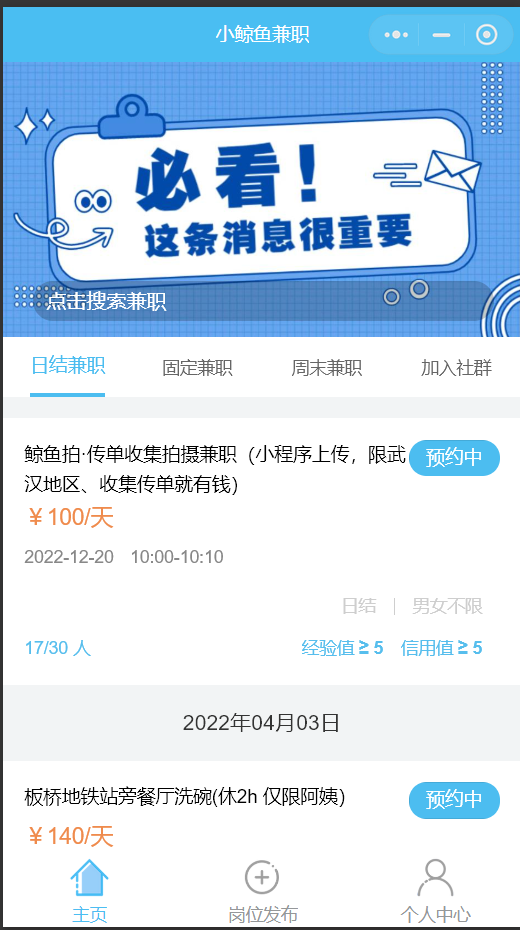 小鲸鱼兼职
必看！
这条消息很重要
点击搜索兼职
日结兼职 固定兼职 周末兼职 加入社群
鲸鱼拍·传单收集拍摄兼职（小程序上传，限武 预约中
汉地区、收集传单就有钱）
￥100/天
2022-12-20 10:00-10:10
日结 | 男女不限
17/30 人 经验值≥5 信用值≥5
2022年04月03日
板桥地铁站旁餐厅洗碗(休2h 仅限阿姨) 预约中
￥140/天
主页 岗位发布 个人中心